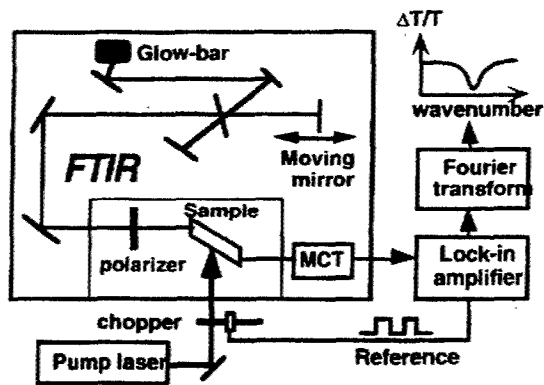 ΔT/T
Glow-bar
wavenumber
Moving
mirror
FTIR
Fourier
transform
Sample
polarizer
MCT
Lock-in
amplifier
chopper
Pump laser
Reference